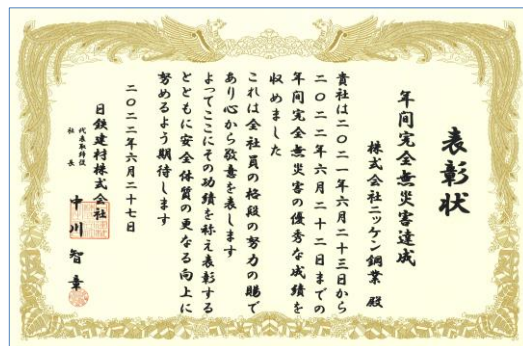 表彰状
年間完全無災害達成
株式会社ニッケン鋼業 殿
貴社は二〇二一年六月二十三日から
二〇二二年六月二十二日までの
年間完全無災害の優秀な成績を
収めました
これは全社員の格段の努力の賜で
あり心から敬意を表します
よってここにその功績を称え表彰する
とともに安全体質の更なる向上に
努めるよう期待します
二〇二二年六月二十七日
日鉄建材株式会社
代表取締役
社長
中川智章